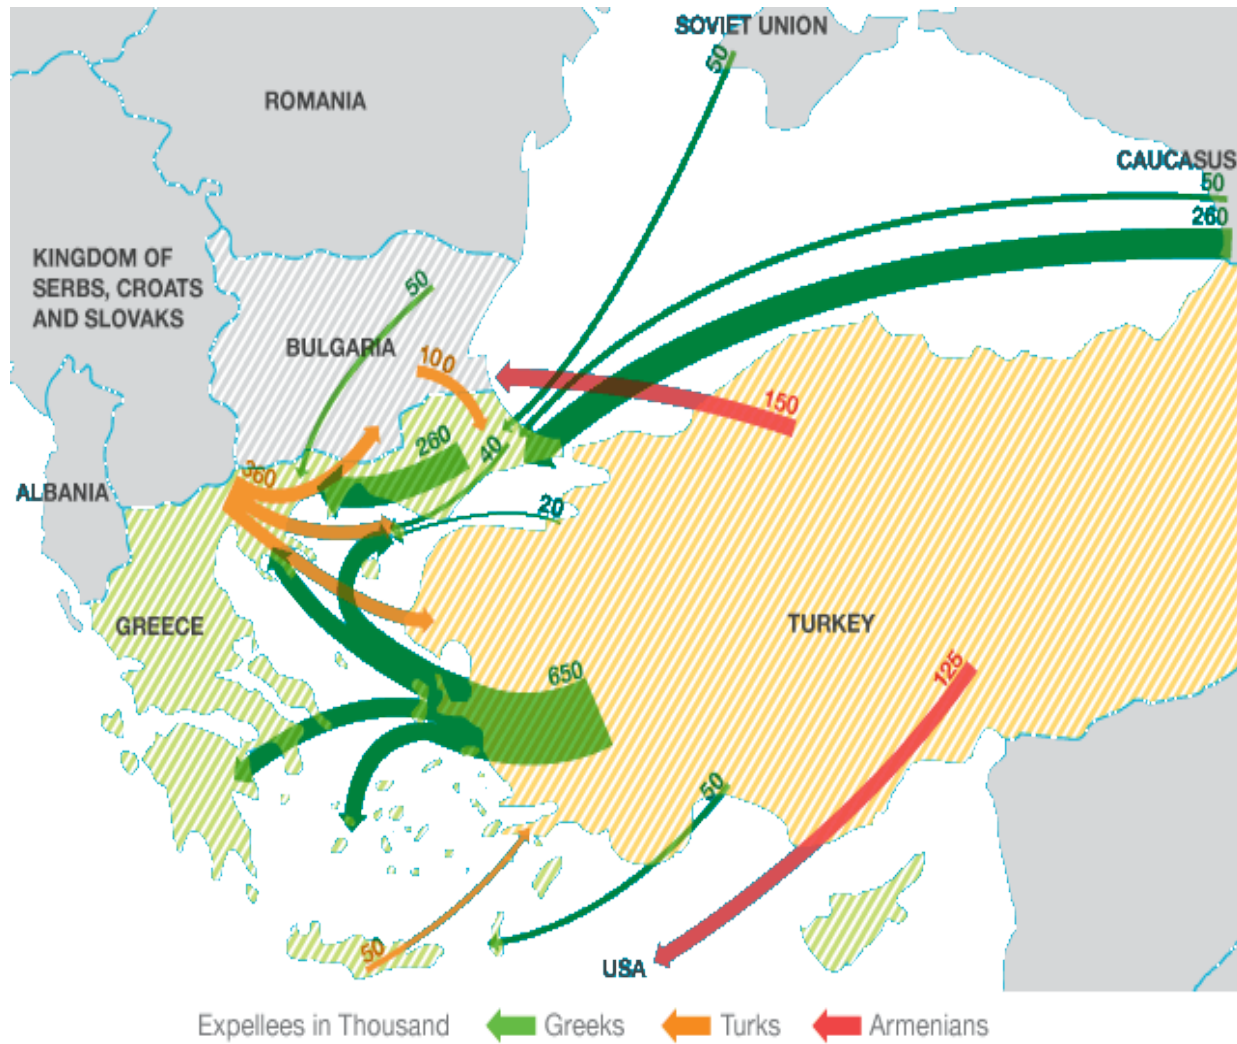 SOVIET UNION
50
ROMANIA
CAUCASUS
50
260
KINGDOM OF
SERBS, CROATS
AND SLOVAKS
50
BULGARIA
100
150
260
40
360
ALBANIA
20
GREECE
TURKEY
650
125
50
50
USA
Expellees in Thousand
Greeks
Turks
Armenians